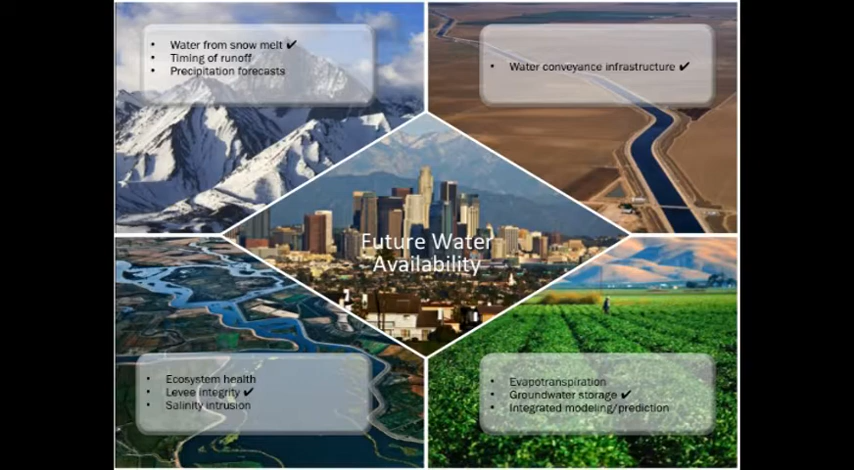 • Water from snow melt ✔
• Timing of runoff
• Precipitation forecasts
• Water conveyance infrastructure ✔
Future Water
Availability
• Ecosystem health
• Levee integrity ✔
• Salinity intrusion
• Evapotranspiration
• Groundwater storage ✔
• Integrated modeling/prediction